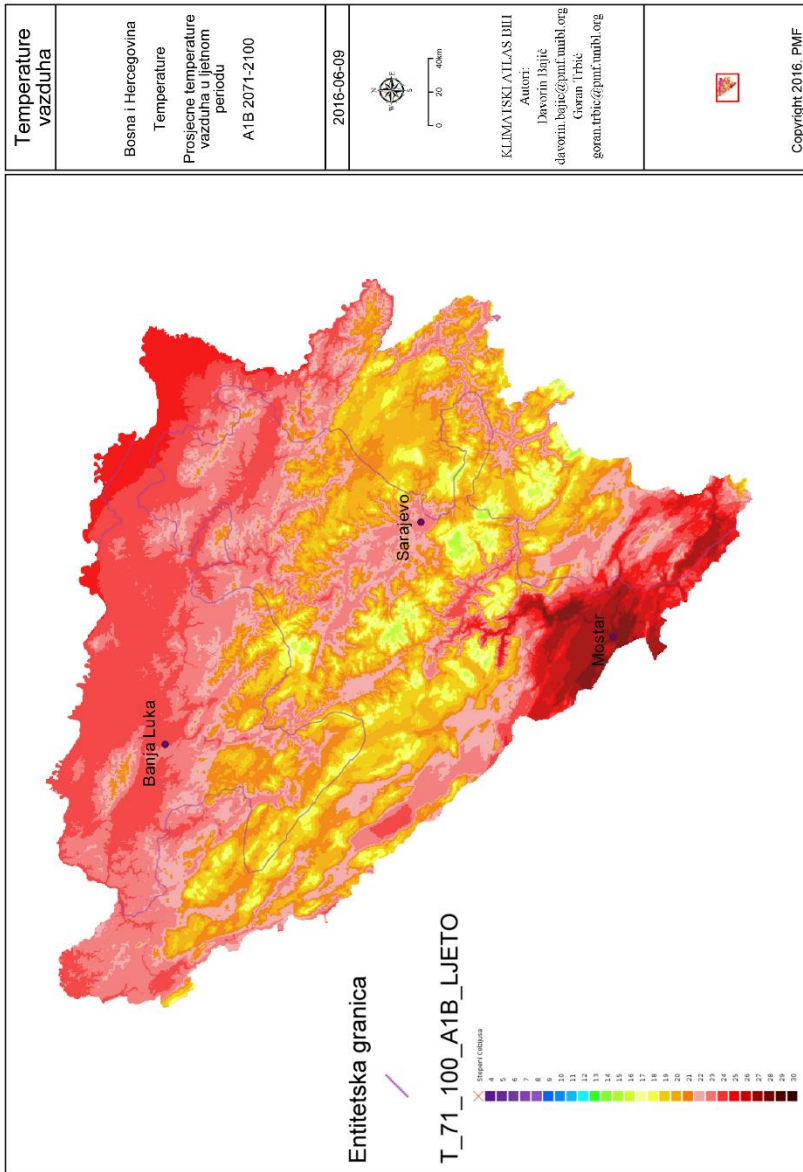 Temperature
vazduha
Bosna i Hercegovina
Temperature
Prosjecne temperature
vazduha u ljetnom
periodu
A1B 2071-2100
2016-06-09
N
W
E
S
0
20
40km
KLIMATSKI ATLAS BIH
Autori:
Davorin Bajić
davorin.bajic@pmf.unibl.org
Goran Trbić
goran.trbic@pmf.unibl.org
Copyright 2016. PMF
Banja Luka
Sarajevo
Mostar
Entitetska granica
T_71_100_A1B_LJETO
Stepeni Celzijusa
4
5
6
7
8
9
10
11
12
13
14
15
16
17
18
19
20
21
22
23
24
25
26
27
28
29
30